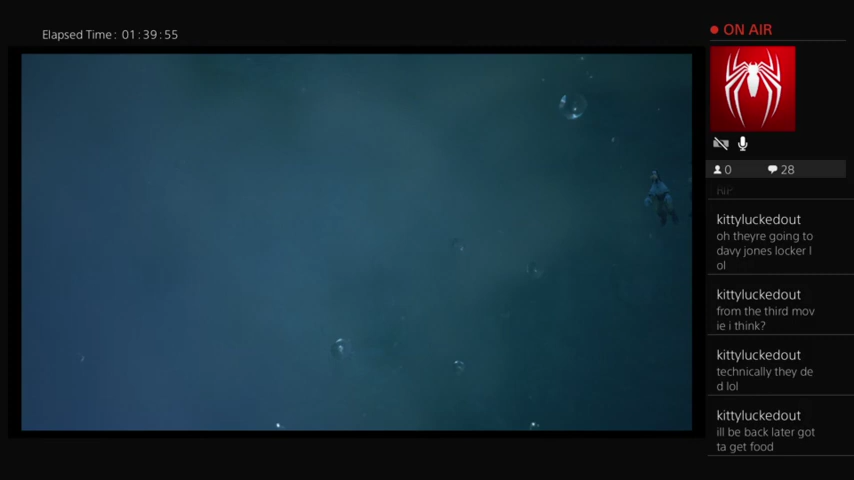 Elapsed Time: 01:39:55
ON AIR
0
28
kittyluckedout
oh theyre going to
davy jones locker l
ol
kittyluckedout
from the third mov
ie i think?
kittyluckedout
technically they de
d lol
kittyluckedout
ill be back later got
ta get food